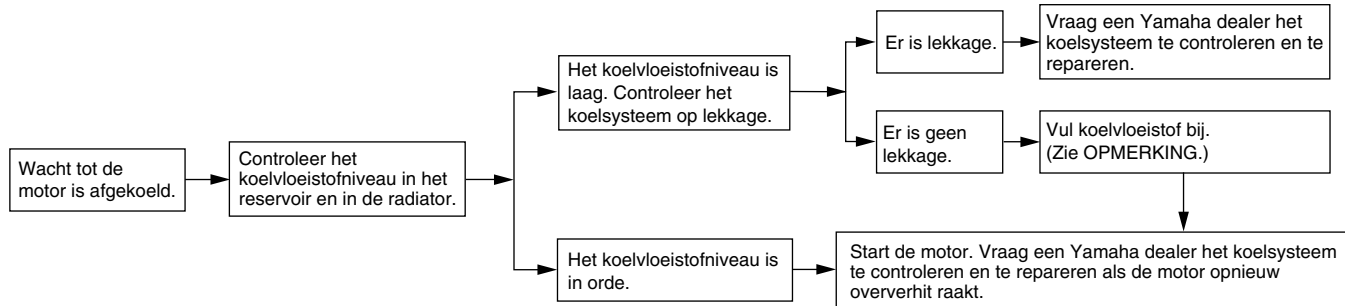 Wacht tot de
motor is afgekoeld.
Controleer het
koelvloeistofniveau in het
reservoir en in de radiator.
Het koelvloeistofniveau is
laag. Controleer het
koelsysteem op lekkage.
Er is lekkage.
Vraag een Yamaha dealer het
koelsysteem te controleren en te
repareren.
Er is geen
lekkage.
Vul koelvloeistof bij.
(Zie OPMERKING.)
Het koelvloeistofniveau is
in orde.
Start de motor. Vraag een Yamaha dealer het koelsysteem
te controleren en te repareren als de motor opnieuw
oververhit raakt.